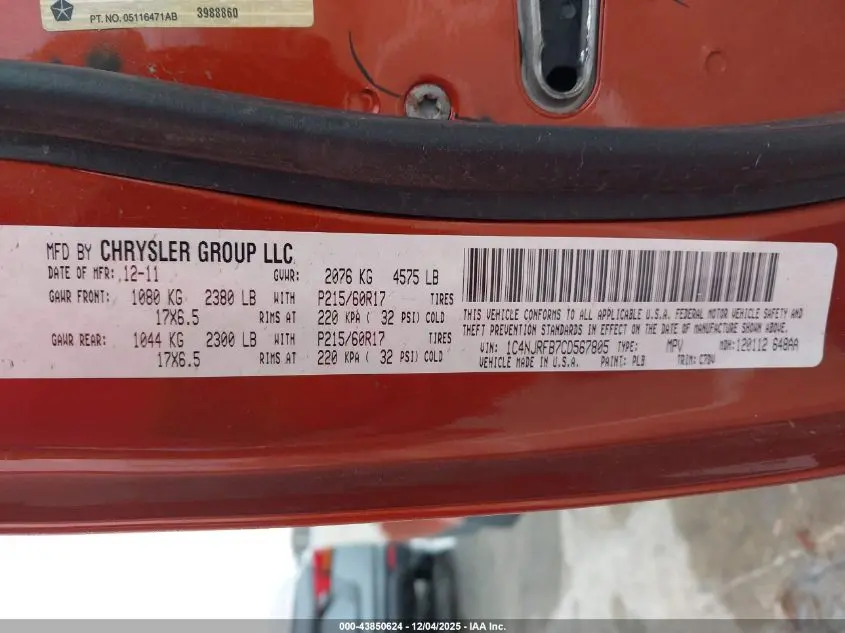 PT. NO. 05116471AB 3988860
MFD BY CHRYSLER GROUP LLC
DATE OF MFR: 12-11 GVWR: 2076 KG 4575 LB
GAWR FRONT: 1080 KG 2380 LB WITH P215/60R17 TIRES
17X6.5 RIMS AT 220 KPA ( 32 PSI) COLD
GAWR REAR: 1044 KG 2300 LB WITH P215/60R17 TIRES
17X6.5 RIMS AT 220 KPA ( 32 PSI) COLD
THIS VEHICLE CONFORMS TO ALL APPLICABLE U.S.A. FEDERAL MOTOR VEHICLE SAFETY AND
THEFT PREVENTION STANDARDS IN EFFECT ON THE DATE OF MANUFACTURE SHOWN ABOVE.
VIN: 1C4NJRFB7CD567805 TYPE: MPV MDH: 120112 648AA
VEHICLE MADE IN U.S.A. PAINT: PLB TRIM: C7DV
000-43850624 - 12/04/2025 - IAA Inc.